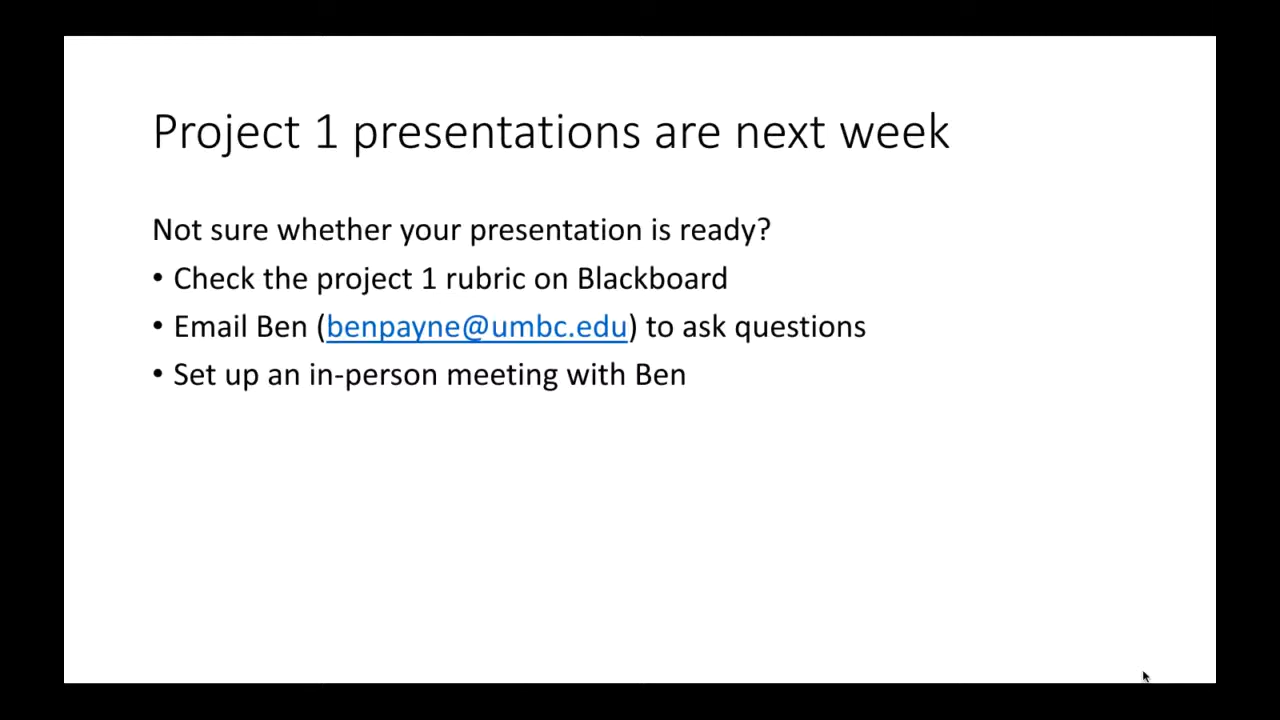 Project 1 presentations are next week
Not sure whether your presentation is ready?
• Check the project 1 rubric on Blackboard
• Email Ben (benpayne@umbc.edu) to ask questions
• Set up an in-person meeting with Ben